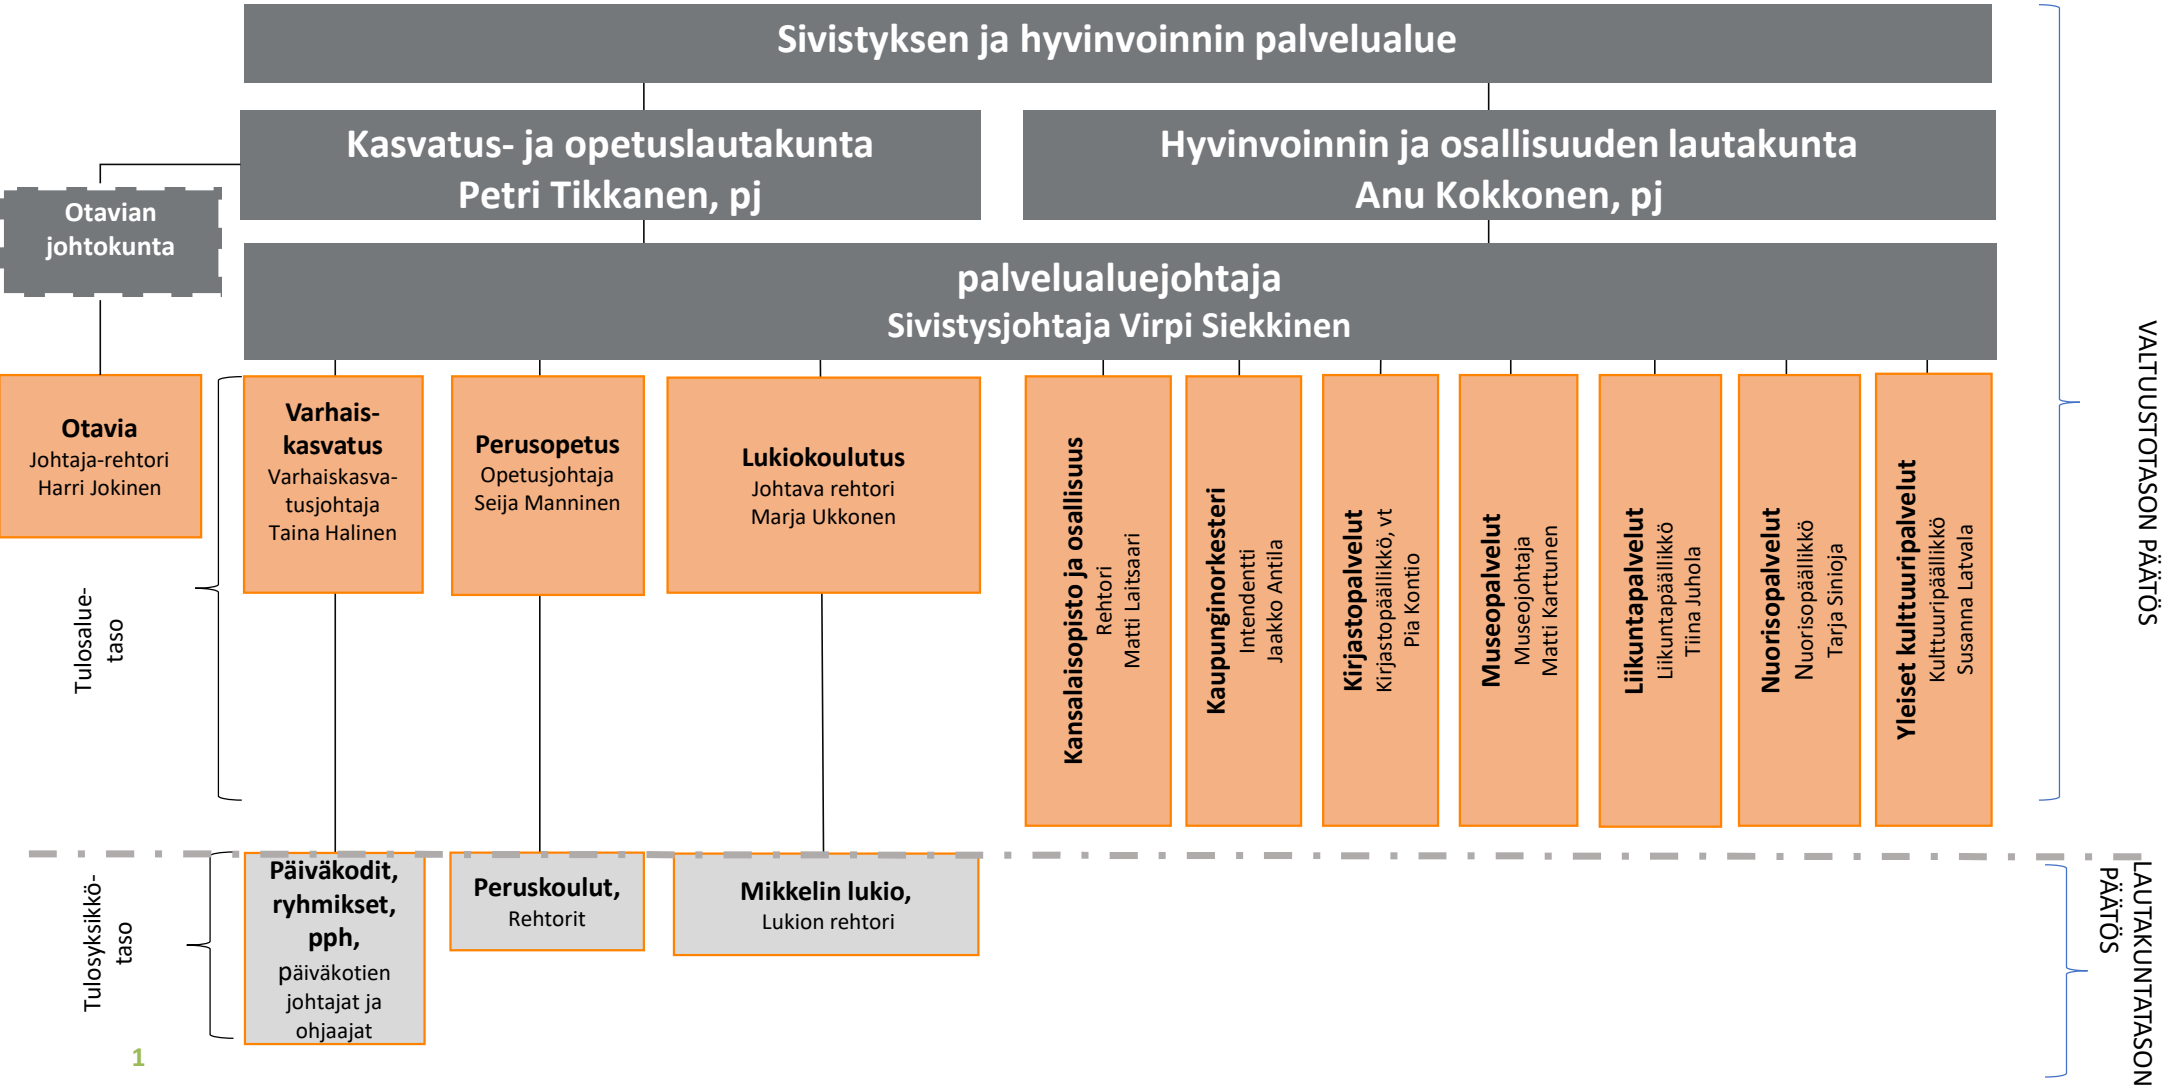 Sivistyksen ja hyvinvoinnin palvelualue
Kasvatus- ja opetuslautakunta
Petri Tikkanen, pj
Hyvinvoinnin ja osallisuuden lautakunta
Anu Kokkonen, pj
Otavian
johtokunta
palvelualuejohtaja
Sivistysjohtaja Virpi Siekkinen
Otavia
Johtaja-rehtori
Harri Jokinen
Varhais-
kasvatus
Varhaiskasva-
tusjohtaja
Taina Halinen
Perusopetus
Opetusjohtaja
Seija Manninen
Lukiokoulutus
Johtava rehtori
Marja Ukkonen
Kansalaisopisto ja osallisuus
Rehtori
Matti Laitsaari
Kaupunginorkesteri
Intendentti
Jaakko Antila
Kirjastopalvelut
Kirjastopäällikkö, vt
Pia Kontio
Museopalvelut
Museojohtaja
Matti Karttunen
Liikuntapalvelut
Liikuntapäällikkö
Tiina Juhola
Nuorisopalvelut
Nuorisopäällikkö
Tarja Sinioja
Yleiset kulttuuripalvelut
Kulttuuripäällikkö
Susanna Latvala
VALTUUSTOTASON PÄÄTÖS
Tulosalue-
taso
Tulosyksikkö-
taso
Päiväkodit,
ryhmikset,
pph,
päiväkotien
johtajat ja
ohjaajat
Peruskoulut,
Rehtorit
Mikkelin lukio,
Lukion rehtori
LAUTAKUNTATASON
PÄÄTÖS
1